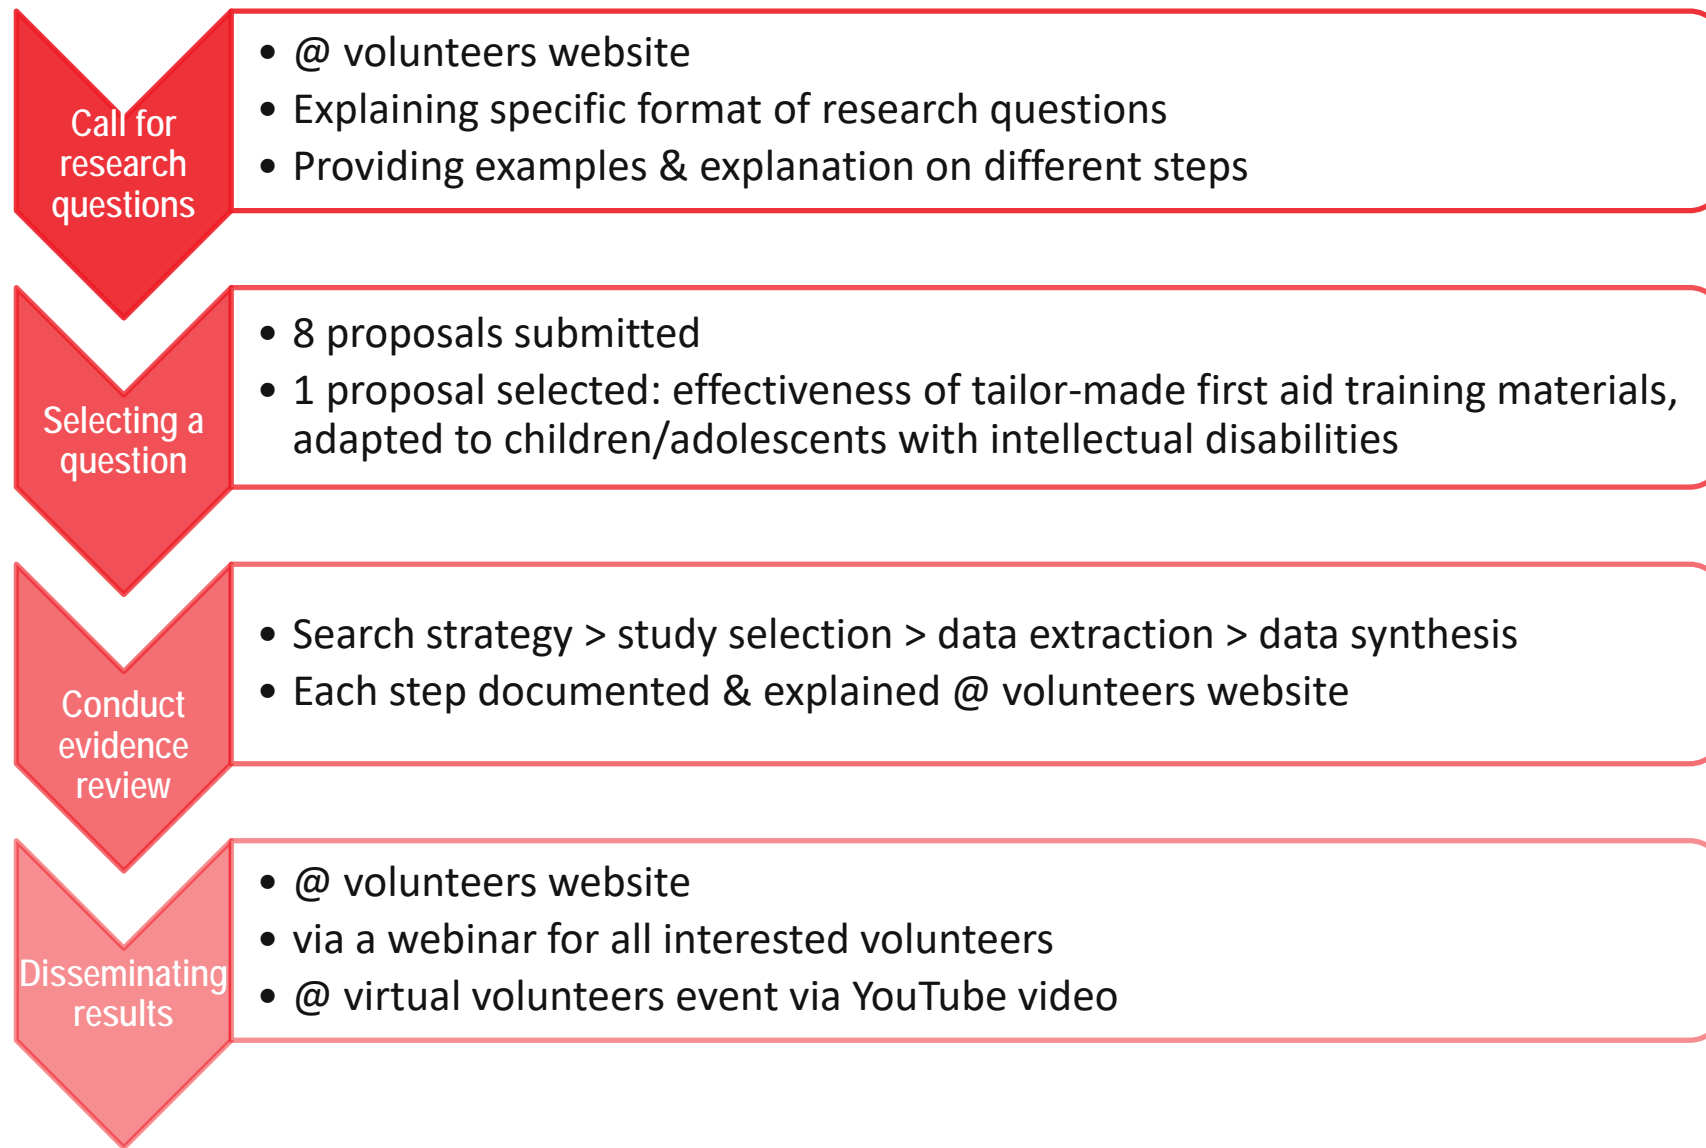 Call for
research
questions
• @ volunteers website
• Explaining specific format of research questions
• Providing examples & explanation on different steps
Selecting a
question
• 8 proposals submitted
• 1 proposal selected: effectiveness of tailor-made first aid training materials,
adapted to children/adolescents with intellectual disabilities
Conduct
evidence
review
• Search strategy > study selection > data extraction > data synthesis
• Each step documented & explained @ volunteers website
Disseminating
results
• @ volunteers website
• via a webinar for all interested volunteers
• @ virtual volunteers event via YouTube video